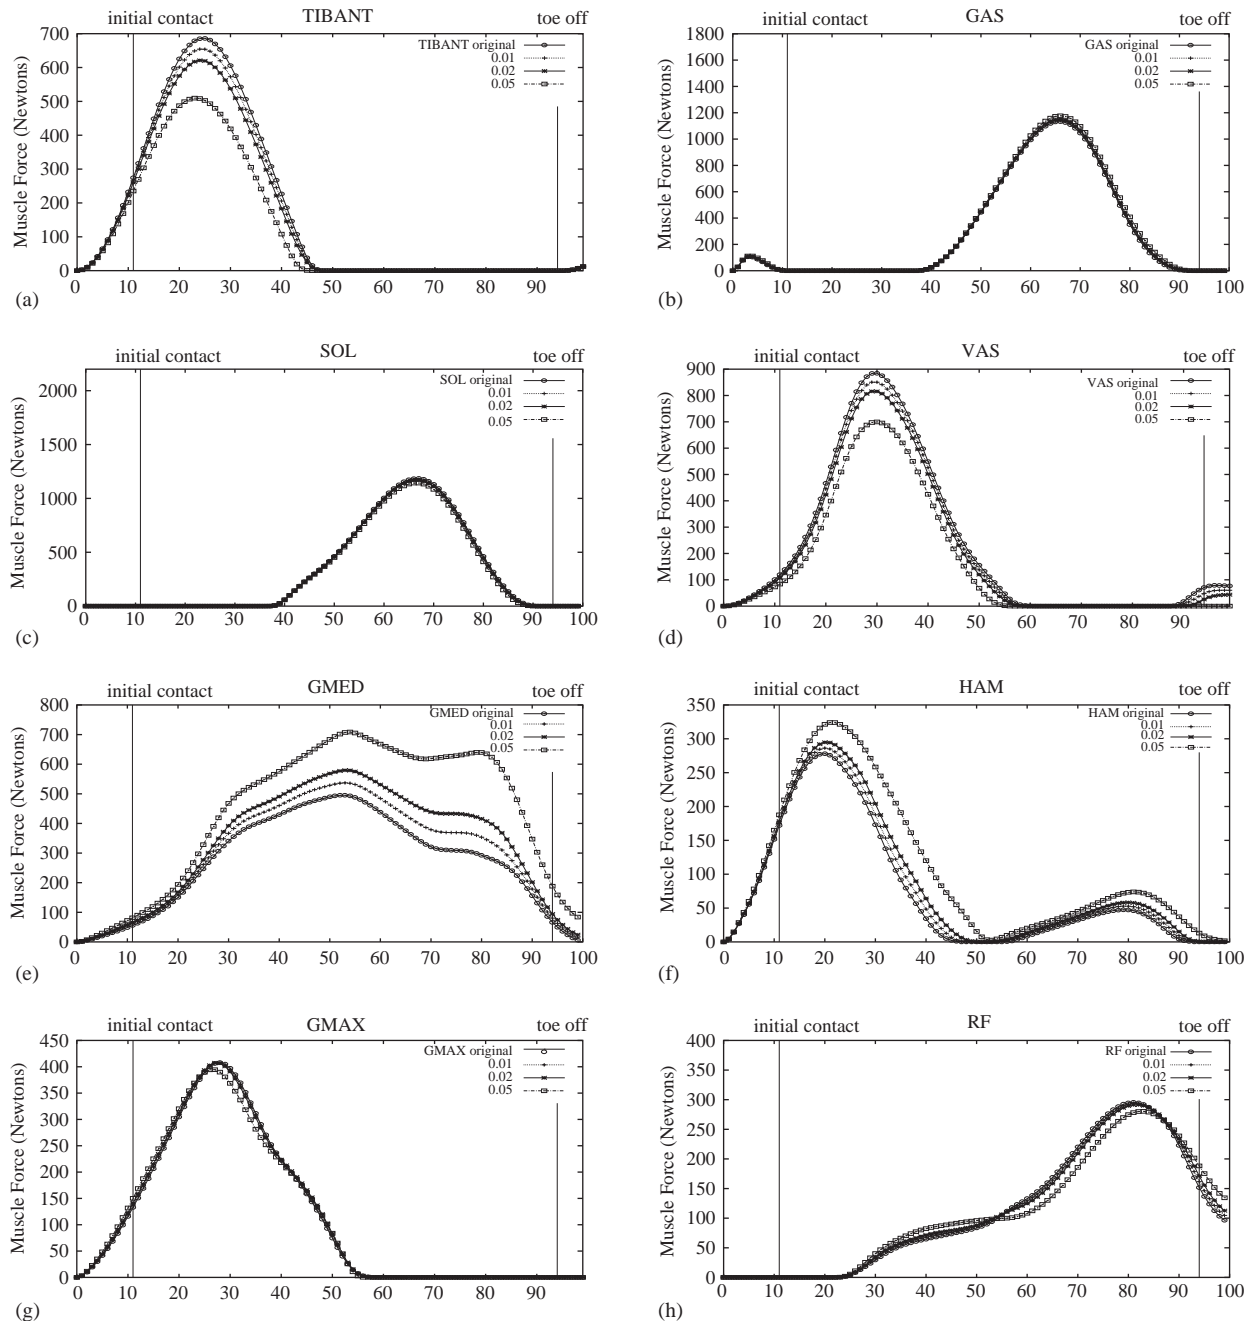 initial contact TIBANT toe off
700
600
500
400
300
200
100
0
Muscle Force (Newtons)
TIBANT original
0.01
0.02
0.05
0 10 20 30 40 50 60 70 80 90 100
(a)
initial contact GAS toe off
1800
1600
1400
1200
1000
800
600
400
200
0
Muscle Force (Newtons)
GAS original
0.01
0.02
0.05
0 10 20 30 40 50 60 70 80 90 100
(b)
initial contact SOL toe off
2200
1500
1000
500
0
Muscle Force (Newtons)
SOL original
0.01
0.02
0.05
0 10 20 30 40 50 60 70 80 90 100
(c)
initial contact VAS toe off
900
800
700
600
500
400
300
200
100
0
Muscle Force (Newtons)
VAS original
0.01
0.02
0.05
0 10 20 30 40 50 60 70 80 90 100
(d)
initial contact GMED toe off
800
700
600
500
400
300
200
100
0
Muscle Force (Newtons)
GMED original
0.01
0.02
0.05
0 10 20 30 40 50 60 70 80 90 100
(e)
initial contact HAM toe off
350
300
250
200
150
100
50
0
Muscle Force (Newtons)
HAM original
0.01
0.02
0.05
0 10 20 30 40 50 60 70 80 90 100
(f)
initial contact GMAX toe off
450
400
350
300
250
200
150
100
50
0
Muscle Force (Newtons)
GMAX original
0.01
0.02
0.05
0 10 20 30 40 50 60 70 80 90 100
(g)
initial contact RF toe off
400
350
300
250
200
150
100
50
0
Muscle Force (Newtons)
RF original
0.01
0.02
0.05
0 10 20 30 40 50 60 70 80 90 100
(h)